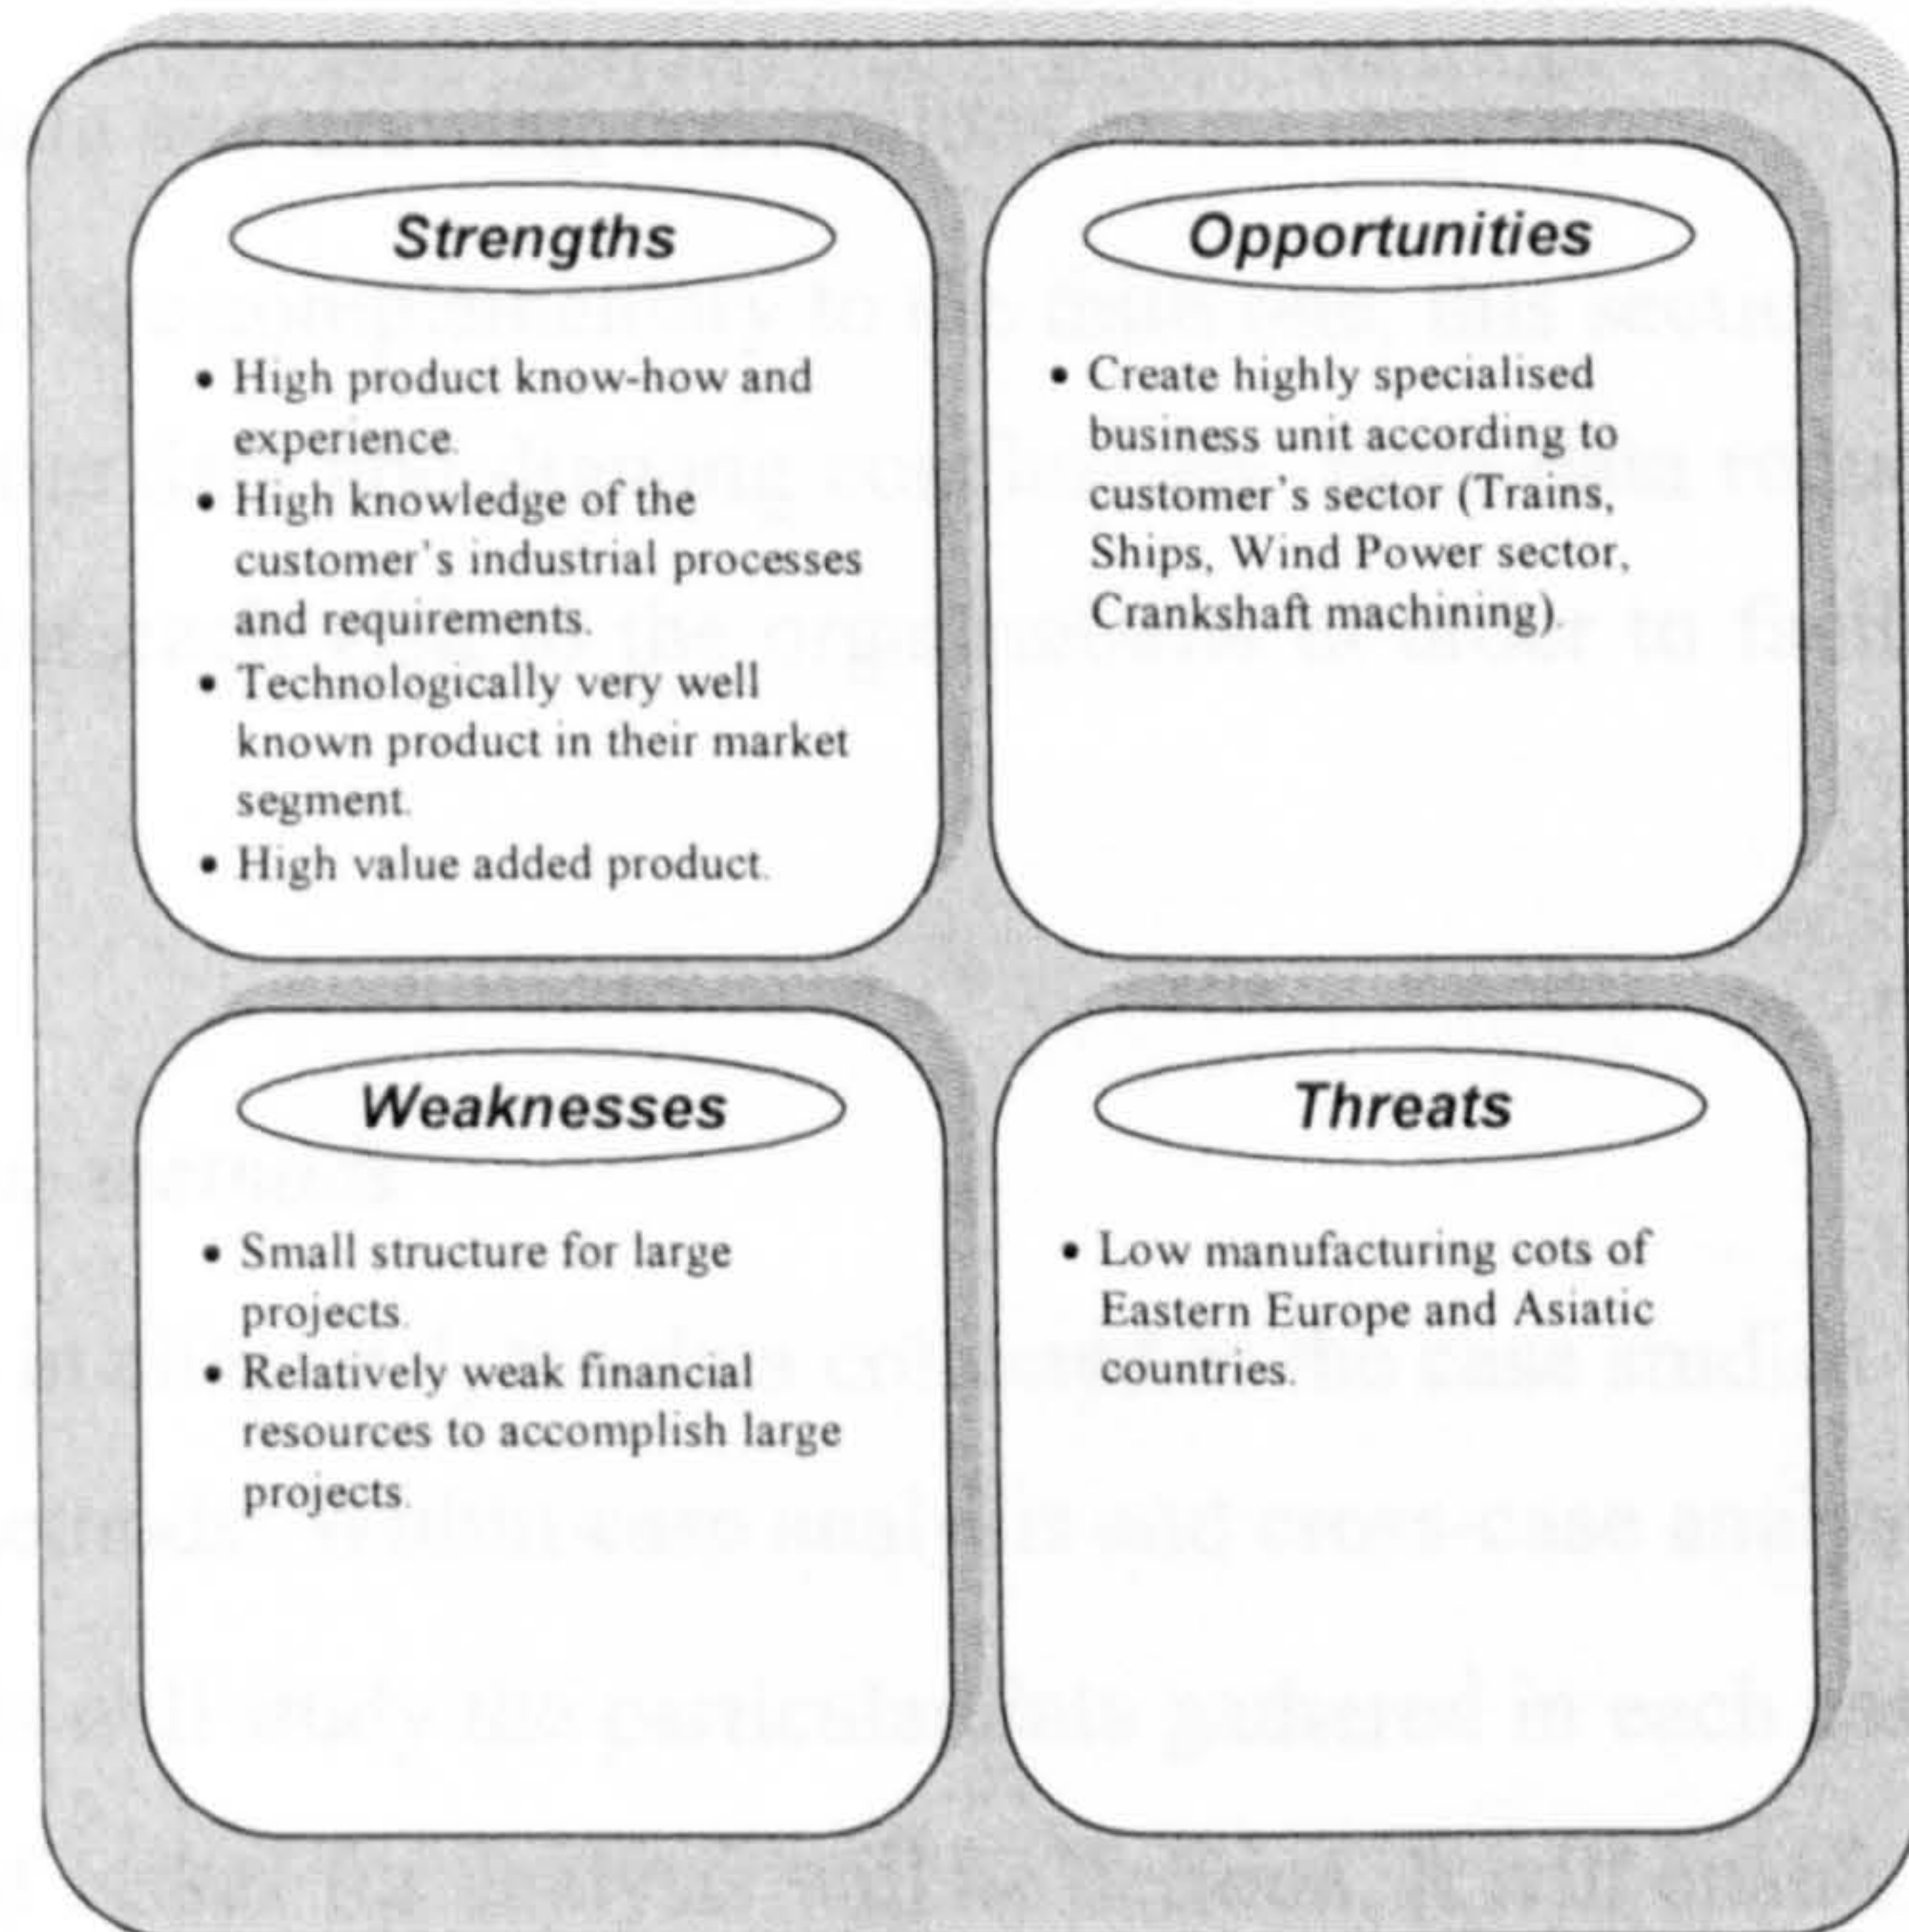 Strengths
• High product know-how and
experience.
• High knowledge of the
customer's industrial processes
and requirements.
• Technologically very well
known product in their market
segment.
• High value added product.
Opportunities
• Create highly specialised
business unit according to
customer's sector (Trains,
Ships, Wind Power sector,
Crankshaft machining).
Weaknesses
• Small structure for large
projects.
• Relatively weak financial
resources to accomplish large
projects.
Threats
• Low manufacturing cots of
Eastern Europe and Asiatic
countries.